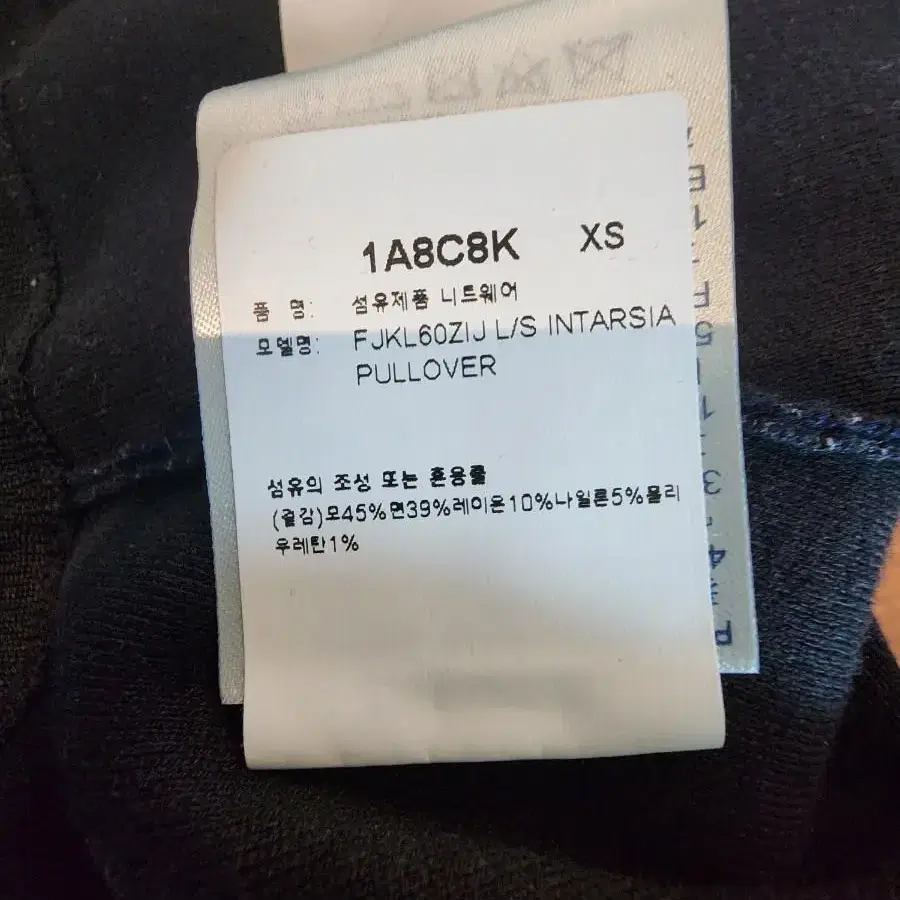 1A8C8K XS
품 명: 섬유제품 니트웨어
모델명: FJKL60ZIJ L/S INTARSIA
PULLOVER
섬유의 조성 또는 혼용률
(겉감)모45%면39%레이온10%나일론5%폴리
우레탄1%